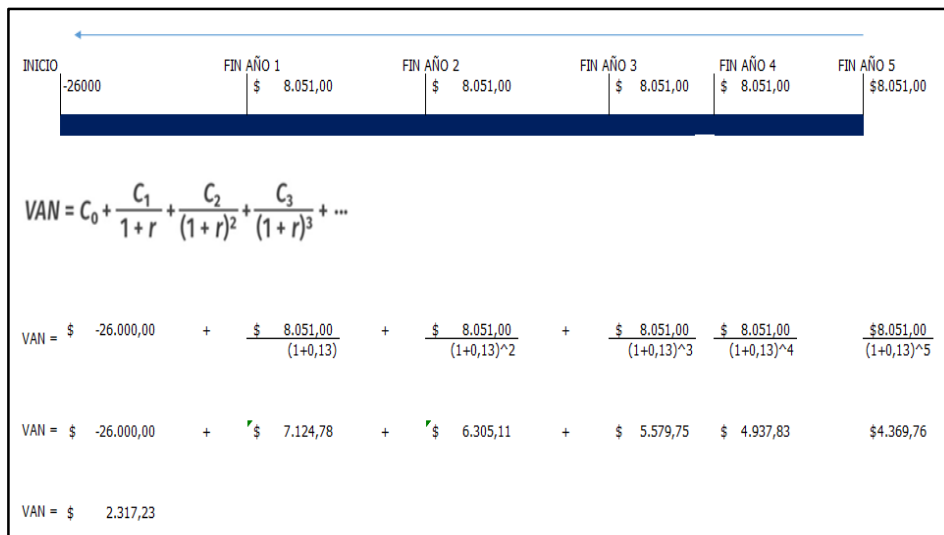 INICIO FIN AÑO 1 FIN AÑO 2 FIN AÑO 3 FIN AÑO 4 FIN AÑO 5
-26000 $ 8.051,00 $ 8.051,00 $ 8.051,00 $ 8.051,00 $8.051,00
VAN = C₀ + C₁/(1 + r) + C₂/(1 + r)² + C₃/(1 + r)³ + ···
VAN = $ -26.000,00 + $ 8.051,00 + $ 8.051,00 + $ 8.051,00 $ 8.051,00 $8.051,00
(1+0,13) (1+0,13)^2 (1+0,13)^3 (1+0,13)^4 (1+0,13)^5
VAN = $ -26.000,00 + $ 7.124,78 + $ 6.305,11 + $ 5.579,75 $ 4.937,83 $4.369,76
VAN = $ 2.317,23